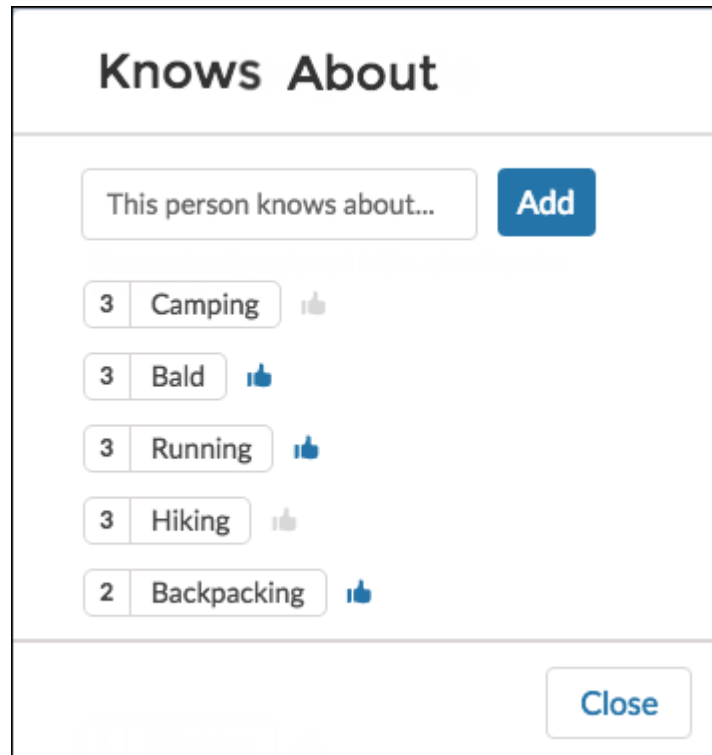 Knows About
This person knows about... Add
3 Camping
3 Bald
3 Running
3 Hiking
2 Backpacking
Close